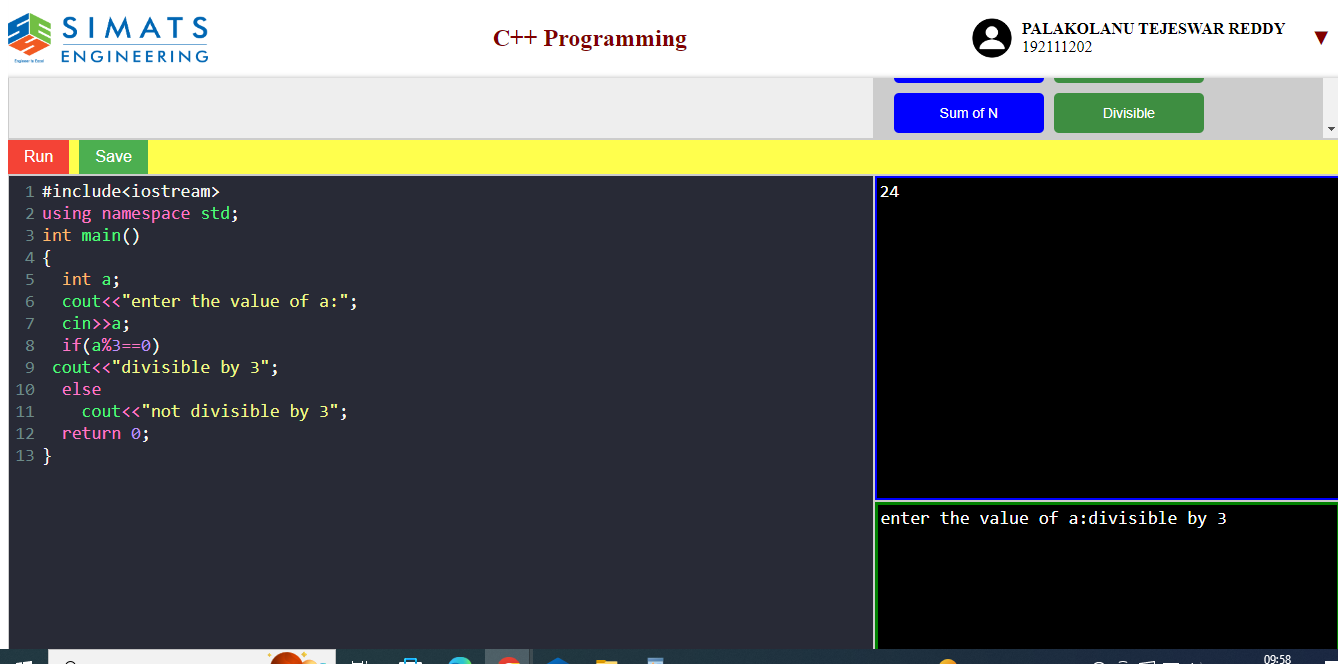 SIMATS
ENGINEERING
Engineer to Excel
C++ Programming
PALAKOLANU TEJESWAR REDDY
192111202
▼
Sum of N
Divisible
Run
Save
1 #include<iostream>
2 using namespace std;
3 int main()
4 {
5   int a;
6   cout<<"enter the value of a:";
7   cin>>a;
8   if(a%3==0)
9  cout<<"divisible by 3";
10   else
11     cout<<"not divisible by 3";
12   return 0;
13 }
24
enter the value of a:divisible by 3
09:58